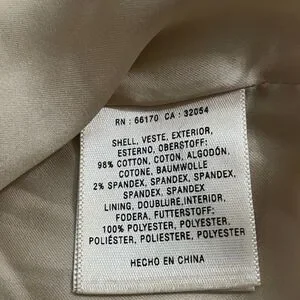 RN : 66170 CA : 32054
SHELL, VESTE, EXTERIOR,
ESTERNO, OBERSTOFF:
98% COTTON, COTON, ALGODÓN,
COTONE, BAUMWOLLE
2% SPANDEX, SPANDEX, SPANDEX,
SPANDEX, SPANDEX
LINING, DOUBLURE,INTERIOR,
FODERA, FUTTERSTOFF:
100% POLYESTER, POLYESTER,
POLIÉSTER, POLIESTERE, POLYESTER
HECHO EN CHINA